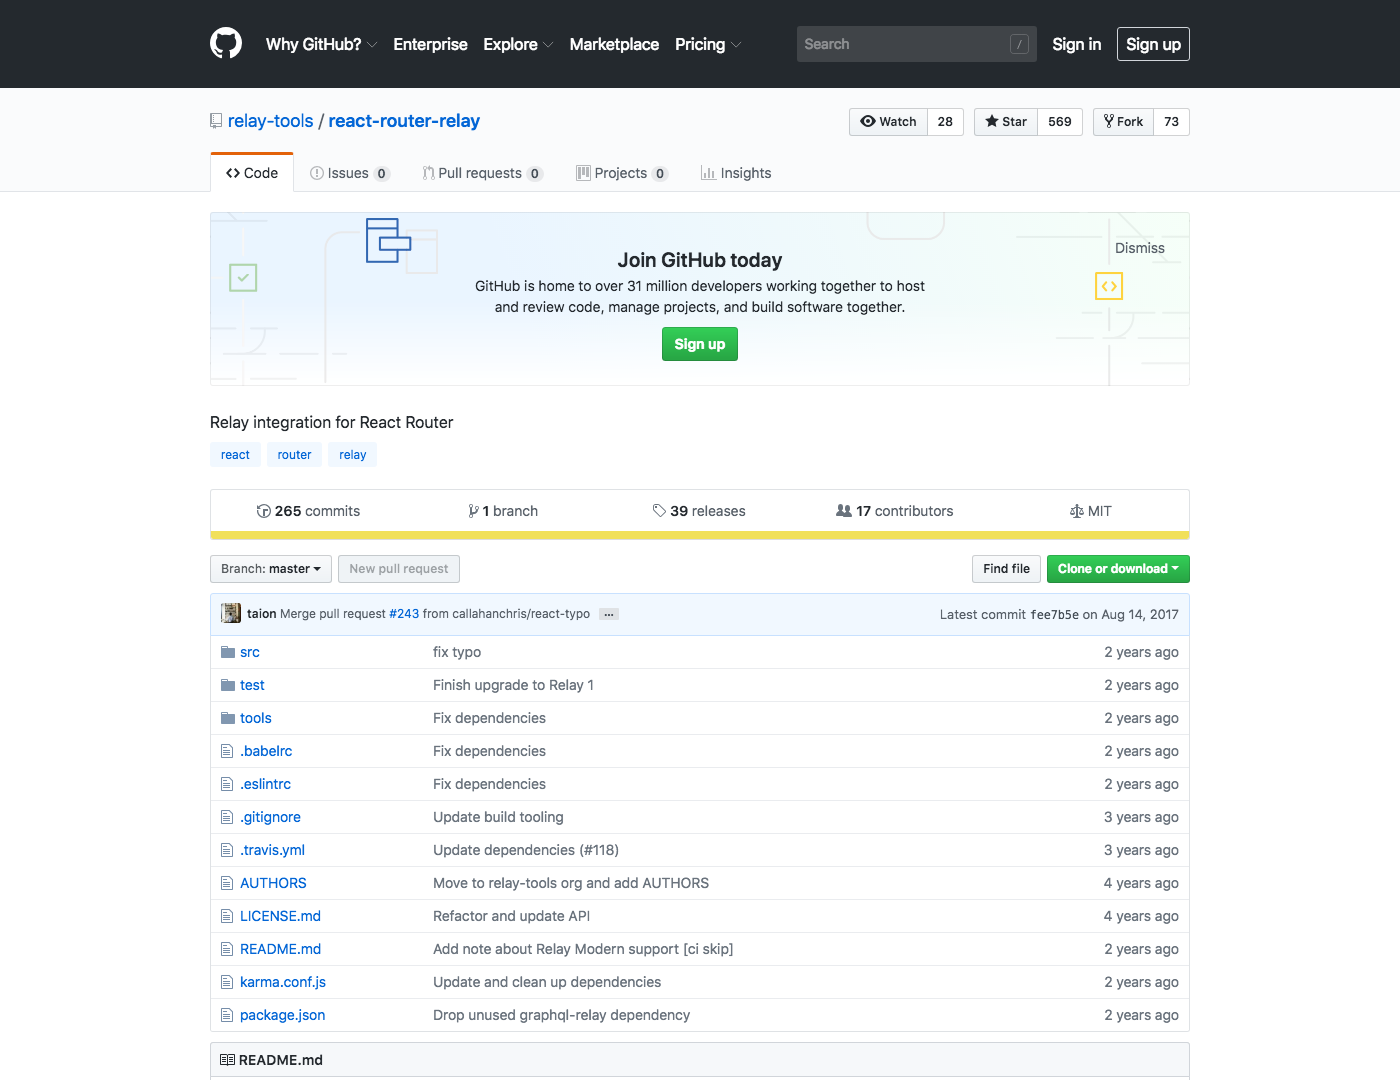 Why GitHub? Enterprise Explore Marketplace Pricing Search / Sign in Sign up
relay-tools / react-router-relay Watch 28 Star 569 Fork 73
Code Issues 0 Pull requests 0 Projects 0 Insights
Dismiss
Join GitHub today
GitHub is home to over 31 million developers working together to host
and review code, manage projects, and build software together.
Sign up
Relay integration for React Router
react router relay
265 commits 1 branch 39 releases 17 contributors MIT
Branch: master New pull request Find file Clone or download
taion Merge pull request #243 from callahanchris/react-typo … Latest commit fee7b5e on Aug 14, 2017
src fix typo 2 years ago
test Finish upgrade to Relay 1 2 years ago
tools Fix dependencies 2 years ago
.babelrc Fix dependencies 2 years ago
.eslintrc Fix dependencies 2 years ago
.gitignore Update build tooling 3 years ago
.travis.yml Update dependencies (#118) 3 years ago
AUTHORS Move to relay-tools org and add AUTHORS 4 years ago
LICENSE.md Refactor and update API 4 years ago
README.md Add note about Relay Modern support [ci skip] 2 years ago
karma.conf.js Update and clean up dependencies 2 years ago
package.json Drop unused graphql-relay dependency 2 years ago
README.md